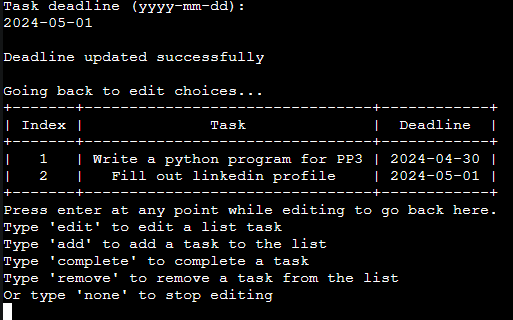 Task deadline (yyyy-mm-dd):
2024-05-01
Deadline updated successfully
Going back to edit choices...
+-------+--------------------------------+------------+
| Index |              Task              |  Deadline  |
+-------+--------------------------------+------------+
|   1   | Write a python program for PP3 | 2024-04-30 |
|   2   |   Fill out linkedin profile    | 2024-05-01 |
+-------+--------------------------------+------------+
Press enter at any point while editing to go back here.
Type 'edit' to edit a list task
Type 'add' to add a task to the list
Type 'complete' to complete a task
Type 'remove' to remove a task from the list
Or type 'none' to stop editing